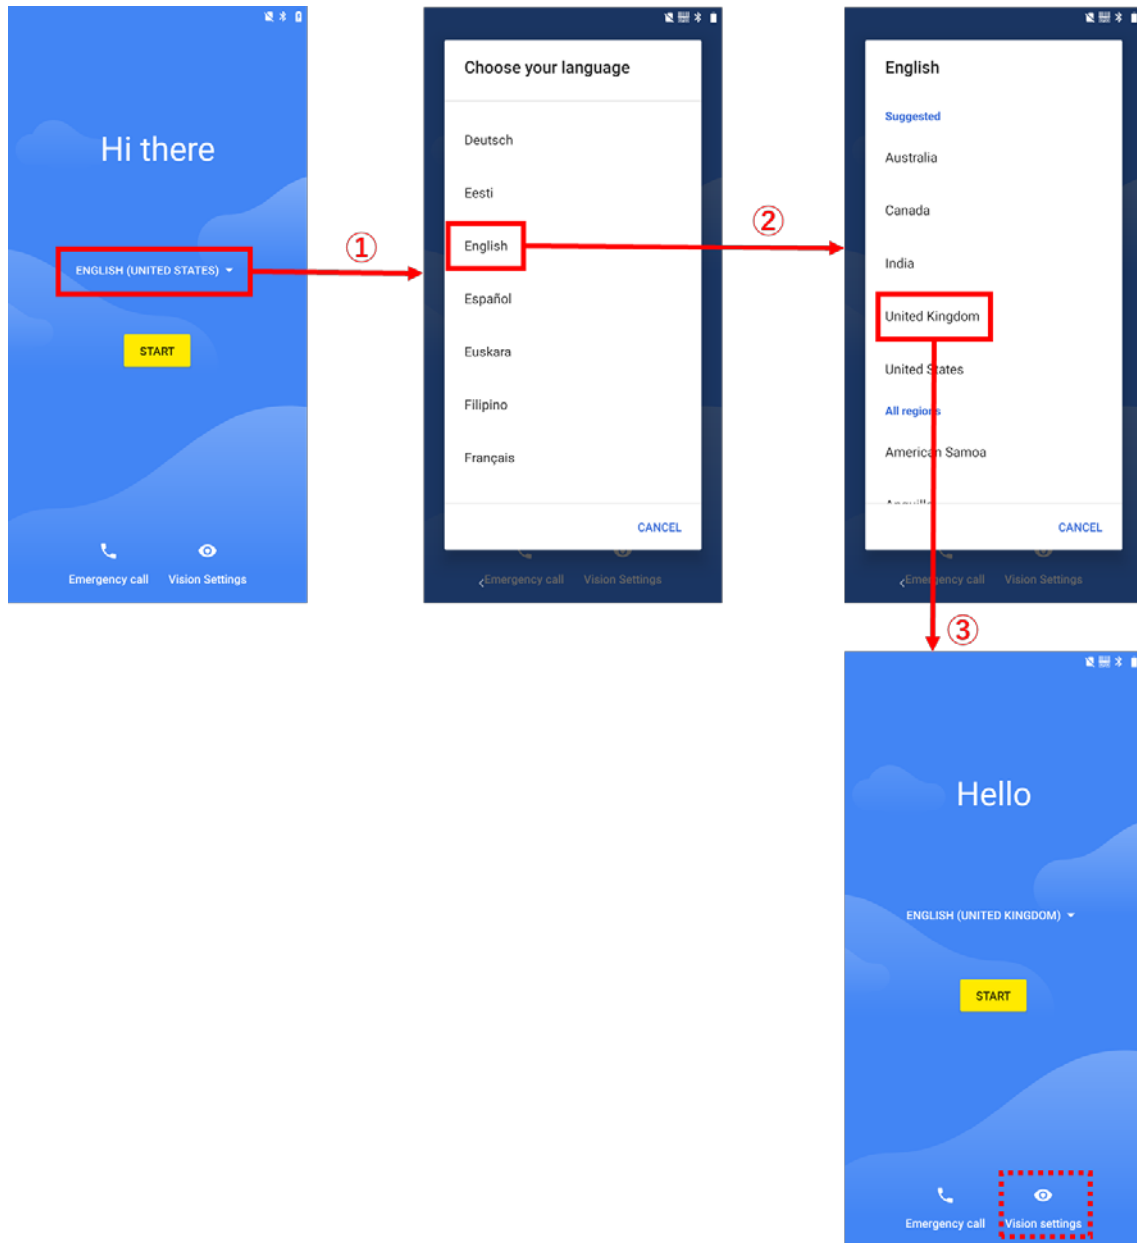 Hi there
ENGLISH (UNITED STATES)
START
Emergency call
Vision Settings
①
Choose your language
Deutsch
Eesti
English
Español
Euskara
Filipino
Français
CANCEL
Emergency call
Vision Settings
②
English
Suggested
Australia
Canada
India
United Kingdom
United States
All regions
American Samoa
Anguilla
CANCEL
Emergency call
Vision Settings
③
Hello
ENGLISH (UNITED KINGDOM)
START
Emergency call
Vision settings